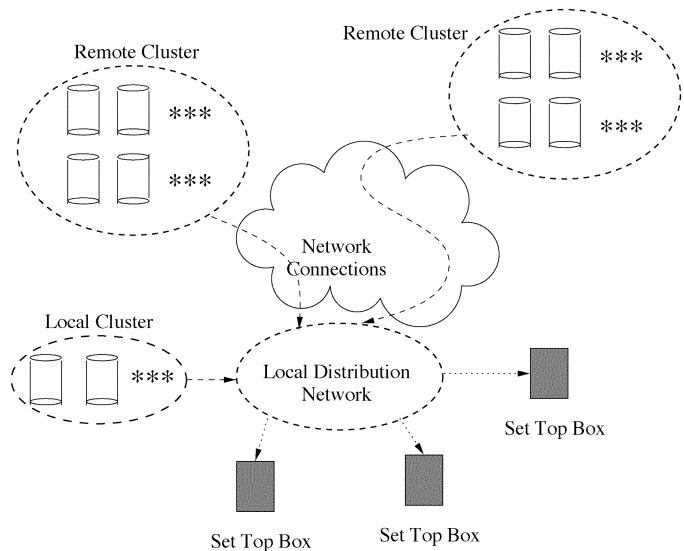 Remote Cluster
Remote Cluster
***
***
***
***
Network
Connections
Local Cluster
***
Local Distribution
Network
Set Top Box
Set Top Box
Set Top Box